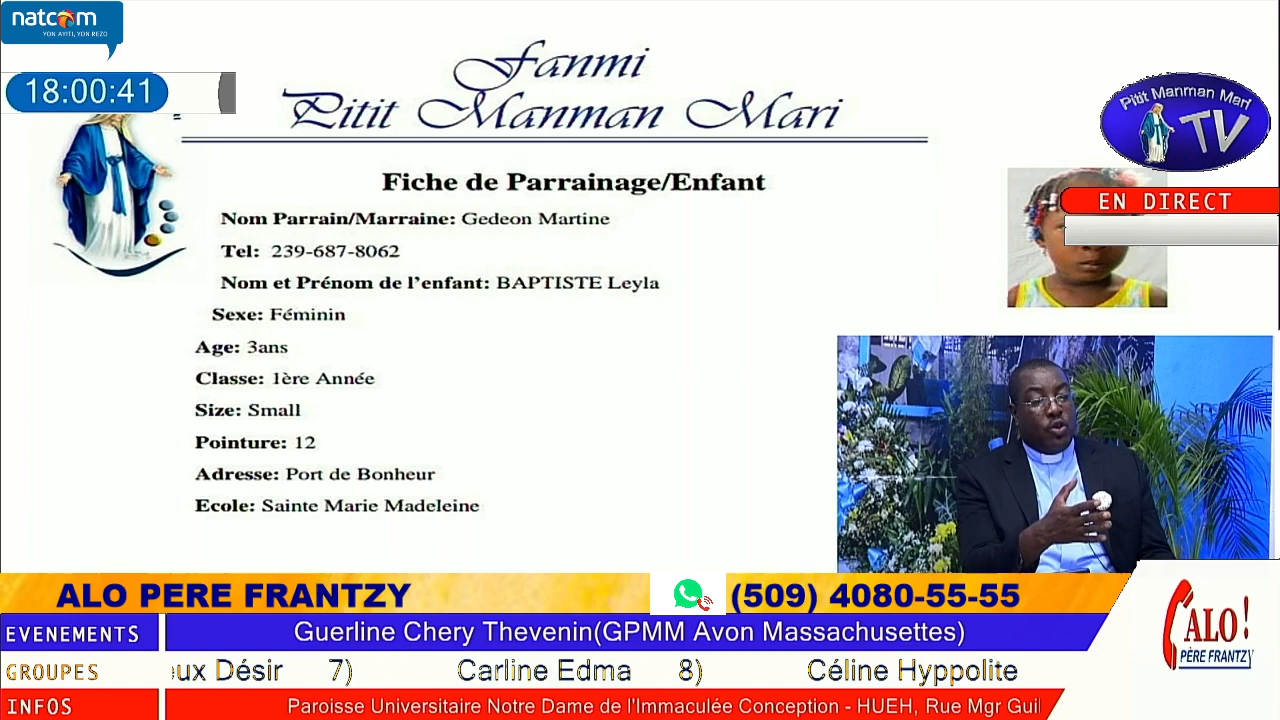 natcom
YON AYITI, YON REZO
18:00:41
Fanmi
Pitit Manman Mari
Pitit Manman Mari
TV
EN DIRECT
Fiche de Parrainage/Enfant
Nom Parrain/Marraine: Gedeon Martine
Tel: 239-687-8062
Nom et Prénom de l'enfant: BAPTISTE Leyla
Sexe: Féminin
Age: 3ans
Classe: 1ère Année
Size: Small
Pointure: 12
Adresse: Port de Bonheur
Ecole: Sainte Marie Madeleine
ALO PERE FRANTZY (509) 4080-55-55
EVENEMENTS Guerline Chery Thevenin(GPMM Avon Massachusettes)
GROUPES ux Désir 7) Carline Edma 8) Céline Hyppolite
INFOS Paroisse Universitaire Notre Dame de l'Immaculée Conception - HUEH, Rue Mgr Gui
ALO!
PÈRE FRANTZY